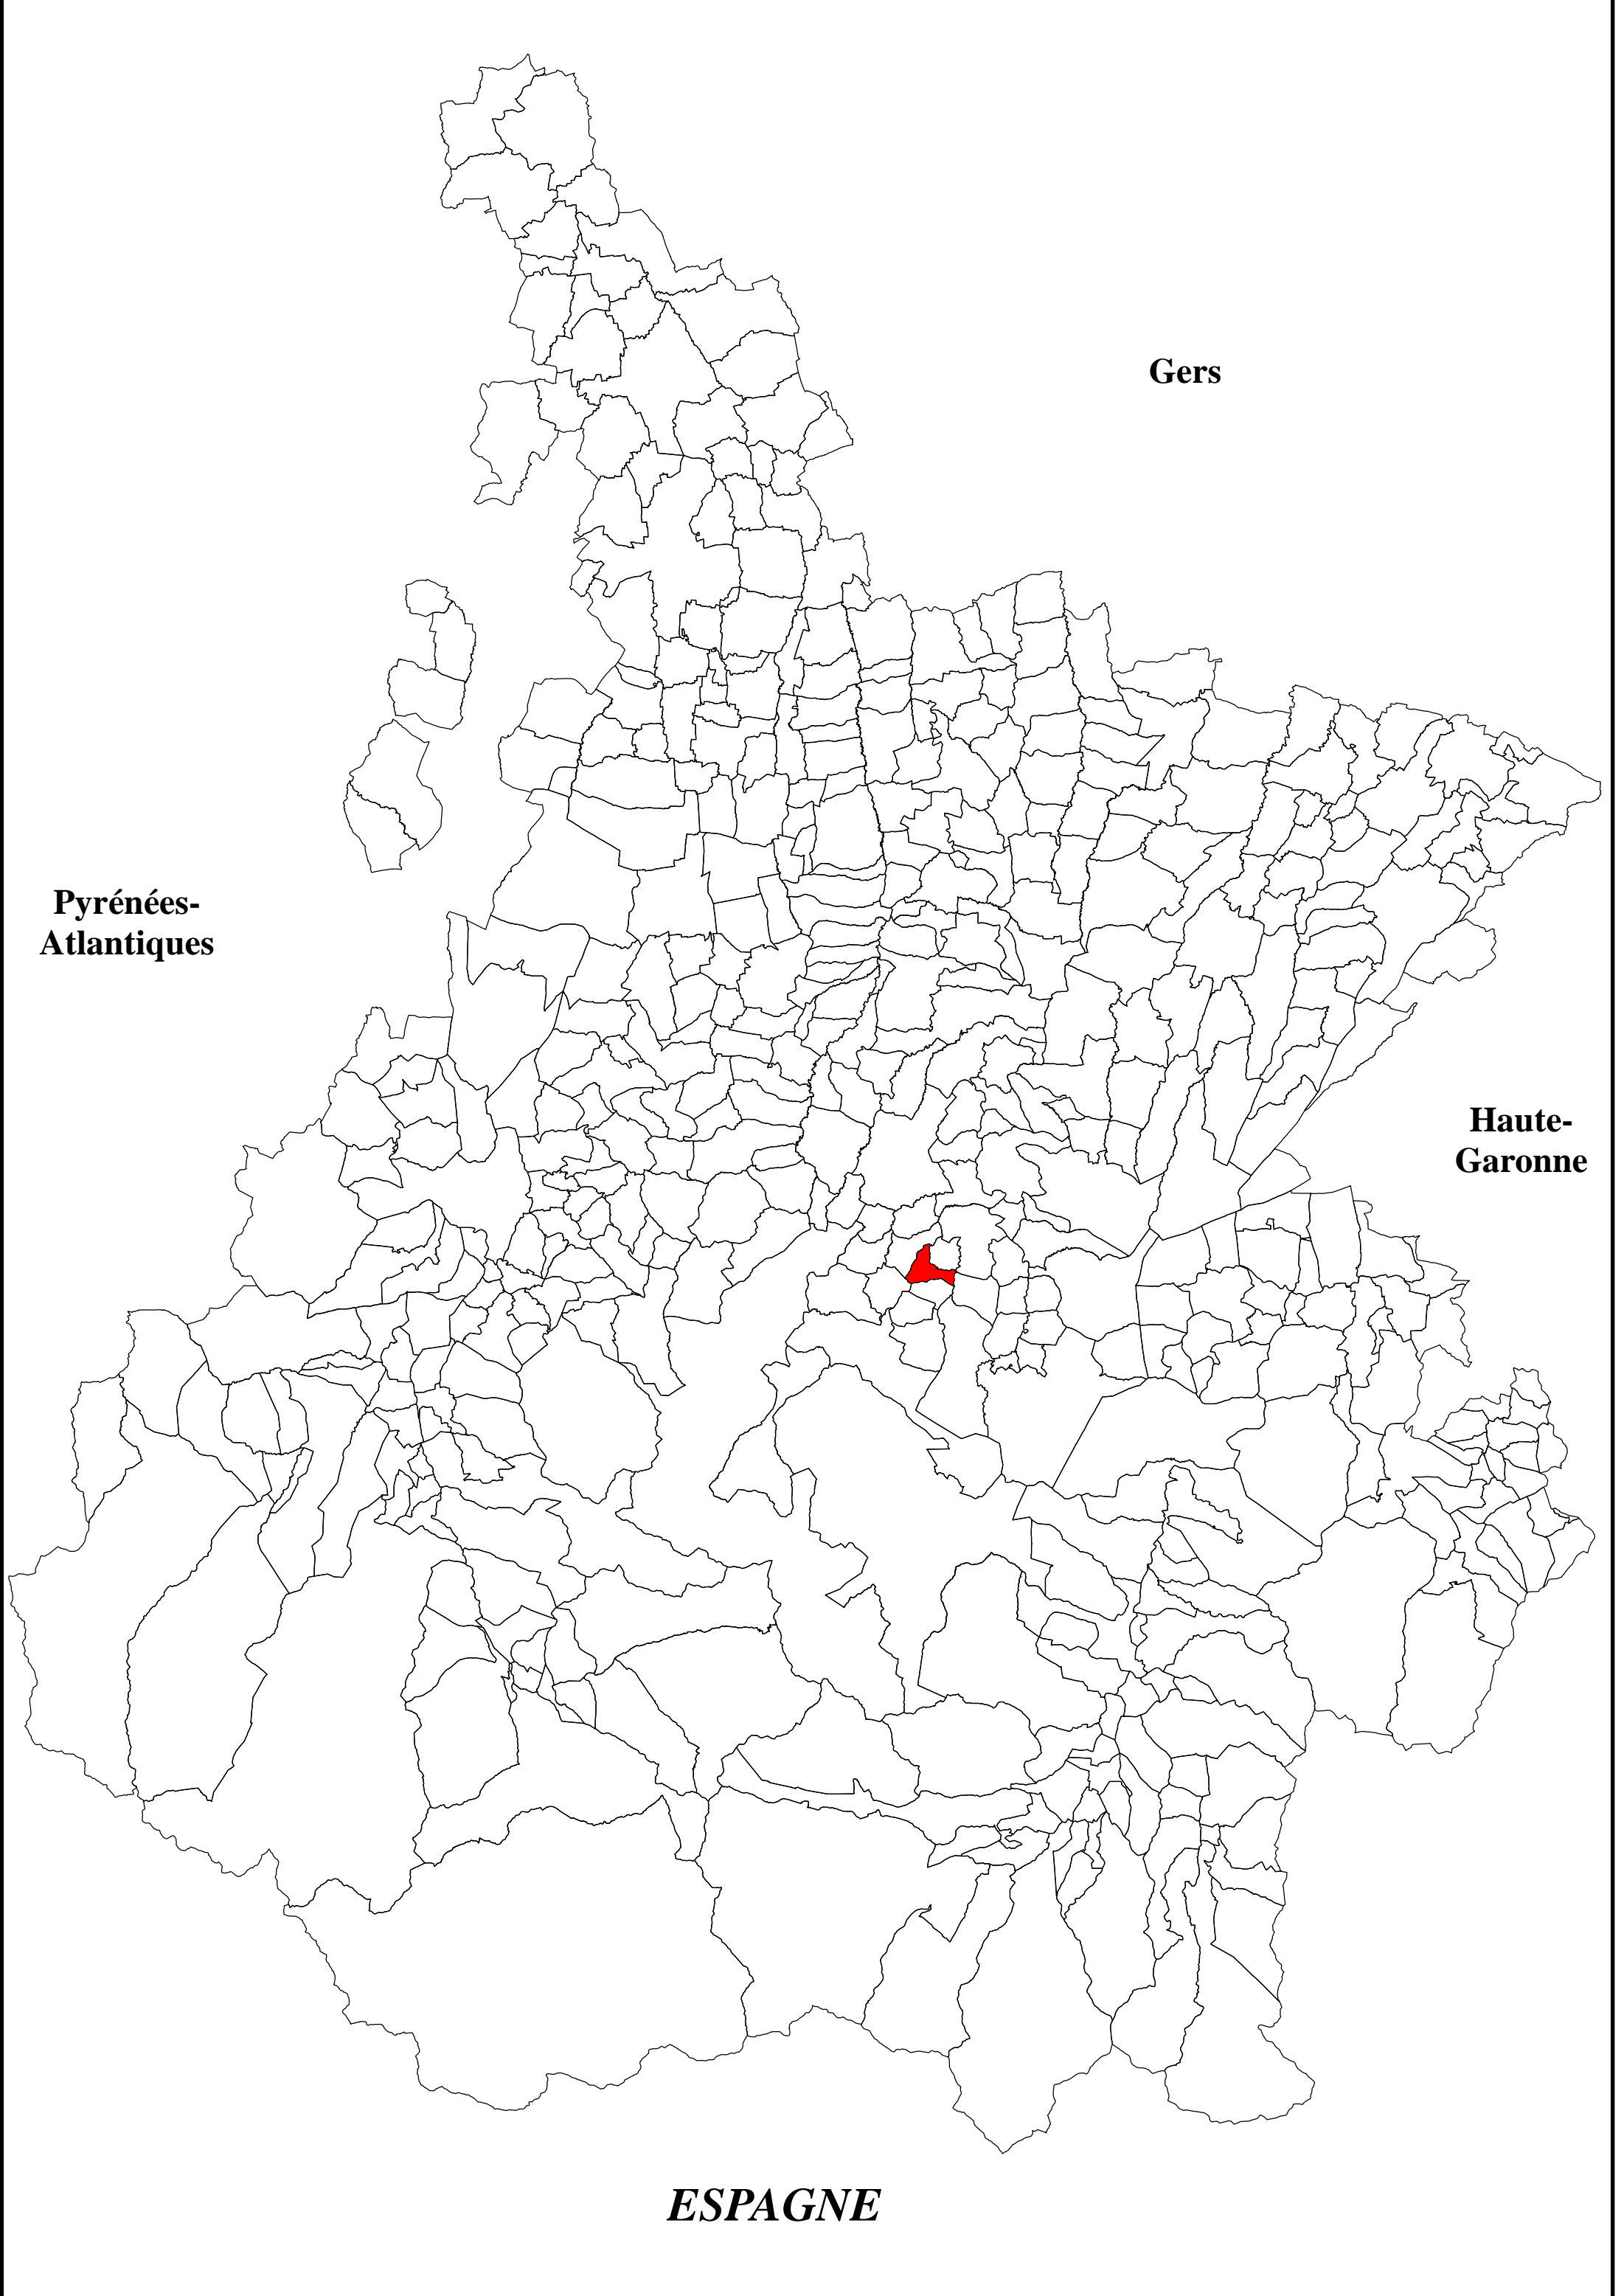 Gers
Pyrénées-
Atlantiques
Haute-
Garonne
ESPAGNE